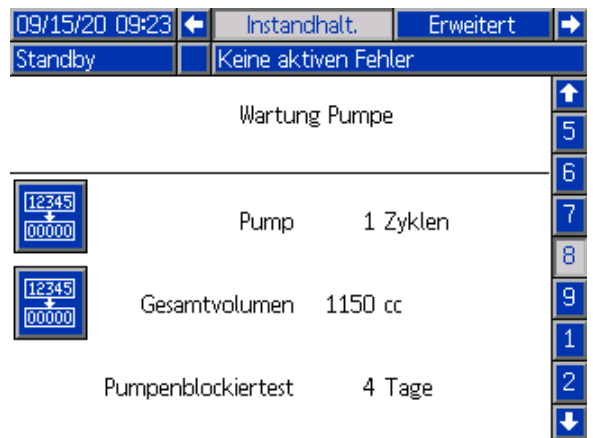 09/15/20 09:23 Instandhalt. Erweitert
Standby Keine aktiven Fehler
Wartung Pumpe
5
6
12345
00000
Pump 1 Zyklen
7
8
12345
00000
Gesamtvolumen 1150 cc
9
1
Pumpenblockiertest 4 Tage
2